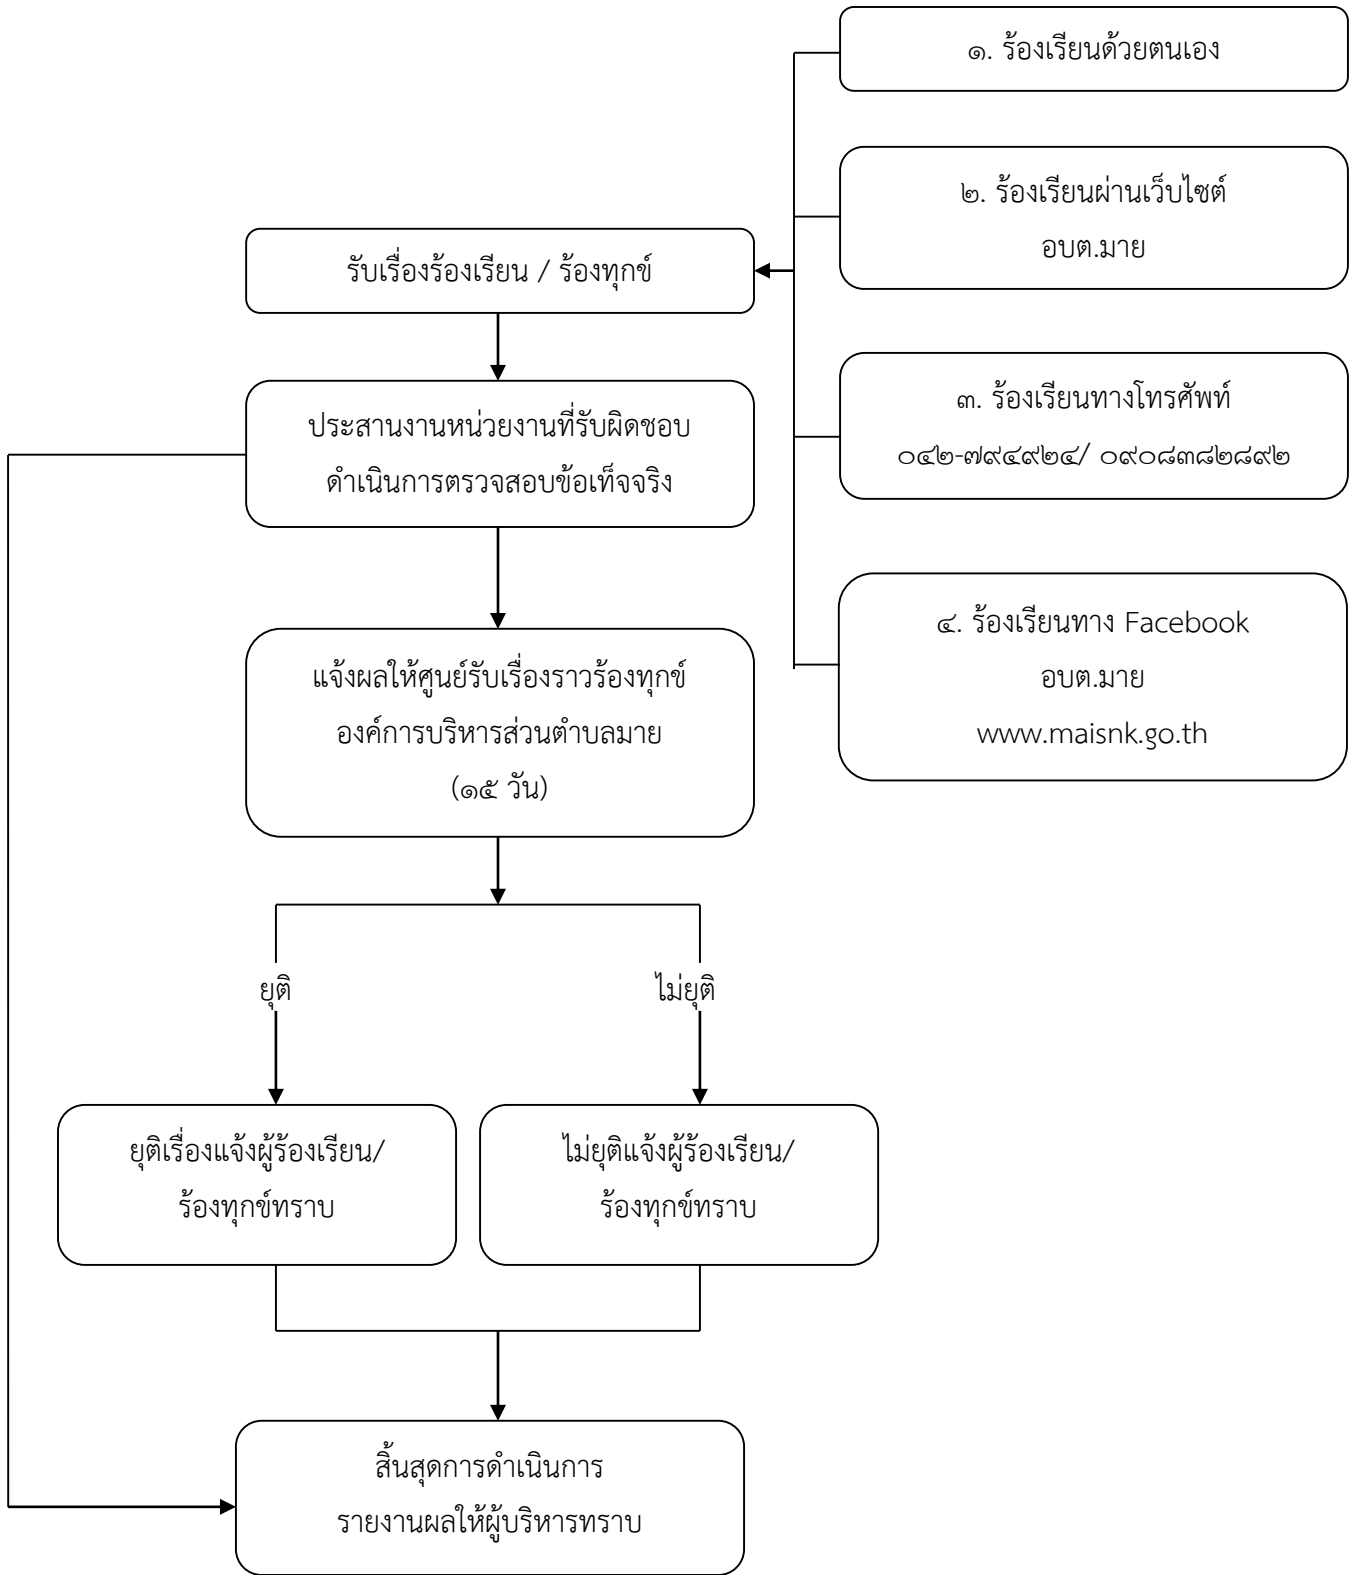 ๑. ร้องเรียนด้วยตนเอง
๒. ร้องเรียนผ่านเว็บไซต์
อบต.มาย
รับเรื่องร้องเรียน / ร้องทุกข์
๓. ร้องเรียนทางโทรศัพท์
๐๔๒-๗๙๔๙๒๔/ ๐๙๐๘๓๘๒๘๙๒
ประสานงานหน่วยงานที่รับผิดชอบ
ดำเนินการตรวจสอบข้อเท็จจริง
๔. ร้องเรียนทาง Facebook
อบต.มาย
www.maisnk.go.th
แจ้งผลให้ศูนย์รับเรื่องราวร้องทุกข์
องค์การบริหารส่วนตำบลมาย
(๑๕ วัน)
ยุติ
ไม่ยุติ
ยุติเรื่องแจ้งผู้ร้องเรียน/
ร้องทุกข์ทราบ
ไม่ยุติแจ้งผู้ร้องเรียน/
ร้องทุกข์ทราบ
สิ้นสุดการดำเนินการ
รายงานผลให้ผู้บริหารทราบ